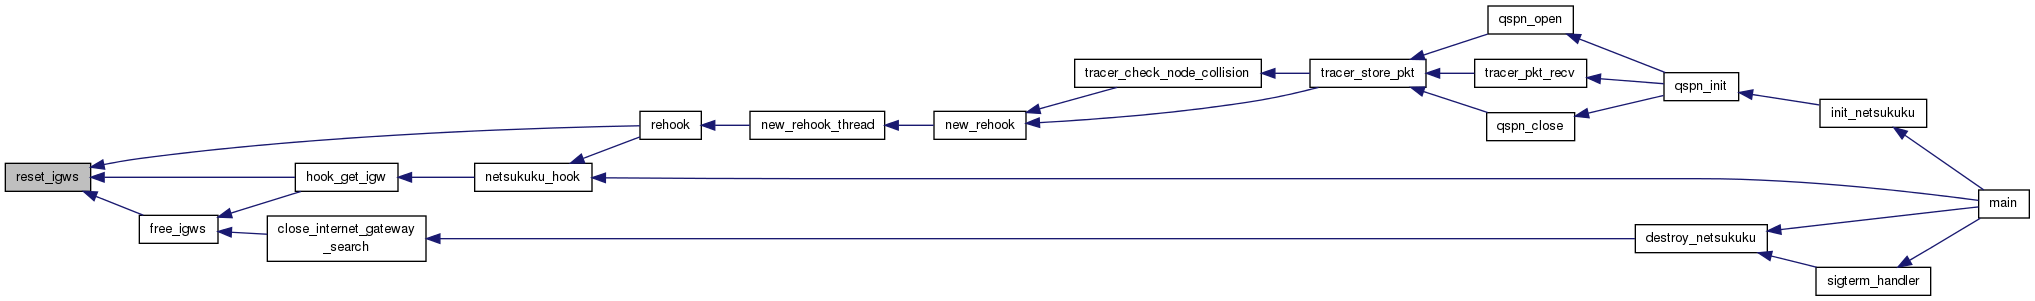 reset_igws
rehook
hook_get_igw
free_igws
netsukuku_hook
close_internet_gateway
_search
new_rehook_thread
new_rehook
tracer_check_node_collision
tracer_store_pkt
qspn_open
tracer_pkt_recv
qspn_close
qspn_init
init_netsukuku
main
destroy_netsukuku
sigterm_handler